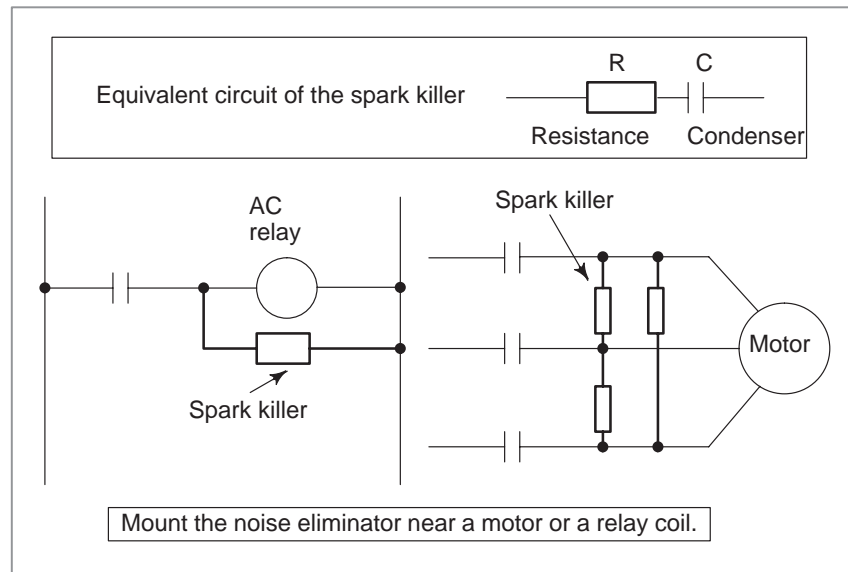 R
C
Equivalent circuit of the spark killer
Resistance
Condenser
AC
relay
Spark killer
Spark killer
Motor
Mount the noise eliminator near a motor or a relay coil.